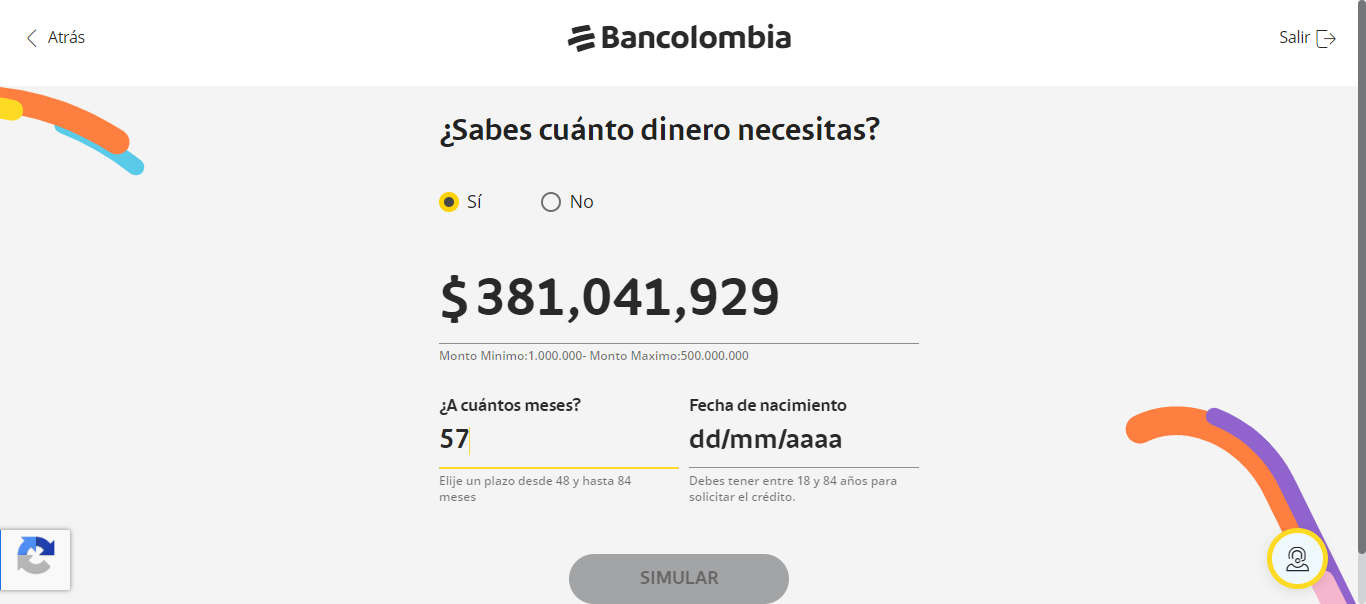 Atrás
Bancolombia
Salir
¿Sabes cuánto dinero necesitas?
Sí
No
$ 381,041,929
Monto Minimo:1.000.000- Monto Maximo:500.000.000
¿A cuántos meses?
57
Elije un plazo desde 48 y hasta 84
meses
Fecha de nacimiento
dd/mm/aaaa
Debes tener entre 18 y 84 años para
solicitar el crédito.
SIMULAR